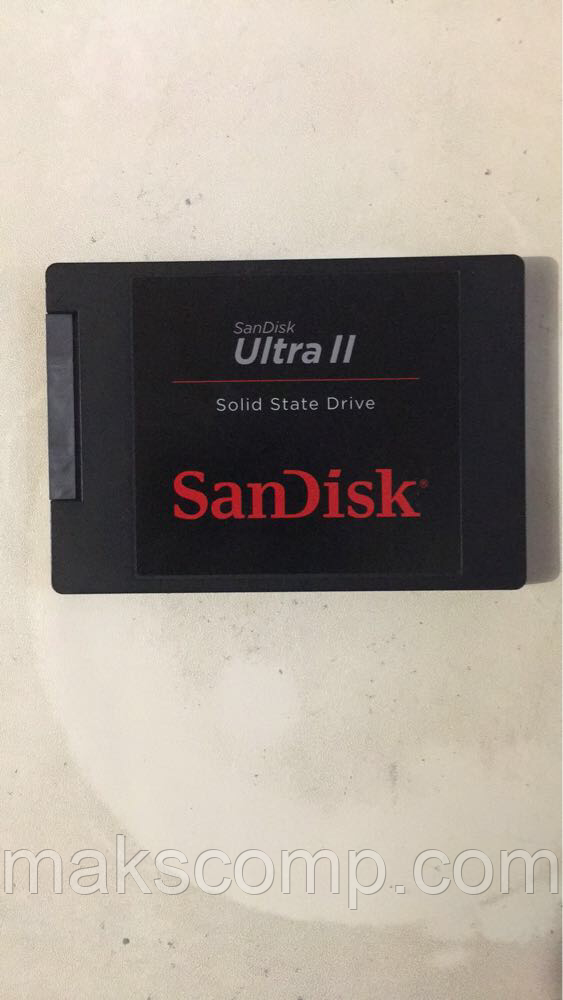 SanDisk
Ultra II
Solid State Drive
SanDisk®
makscomp.com